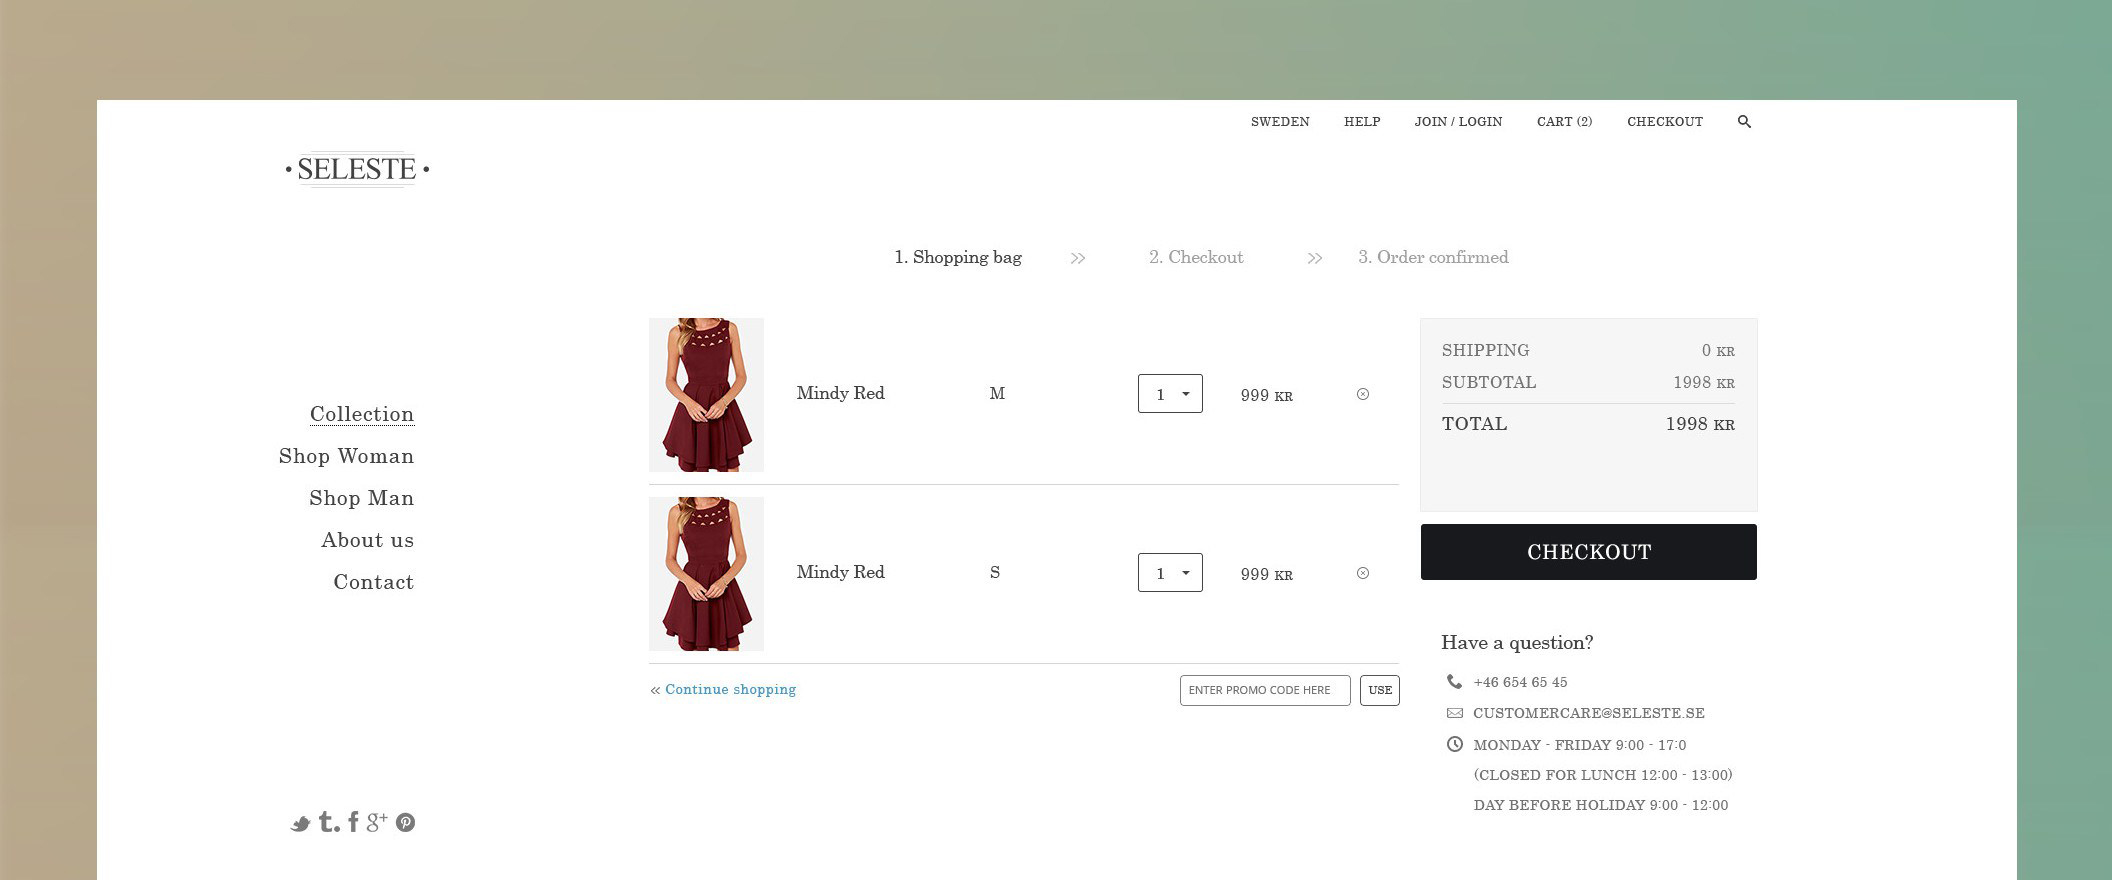 SWEDEN HELP JOIN / LOGIN CART (2) CHECKOUT
• SELESTE •
1. Shopping bag >> 2. Checkout >> 3. Order confirmed
Collection
Shop Woman
Shop Man
About us
Contact
Mindy Red M 1 999 KR
Mindy Red S 1 999 KR
« Continue shopping
ENTER PROMO CODE HERE USE
SHIPPING 0 KR
SUBTOTAL 1998 KR
TOTAL 1998 KR
CHECKOUT
Have a question?
+46 654 65 45
CUSTOMERCARE@SELESTE.SE
MONDAY - FRIDAY 9:00 - 17:0
(CLOSED FOR LUNCH 12:00 - 13:00)
DAY BEFORE HOLIDAY 9:00 - 12:00
t. f g+